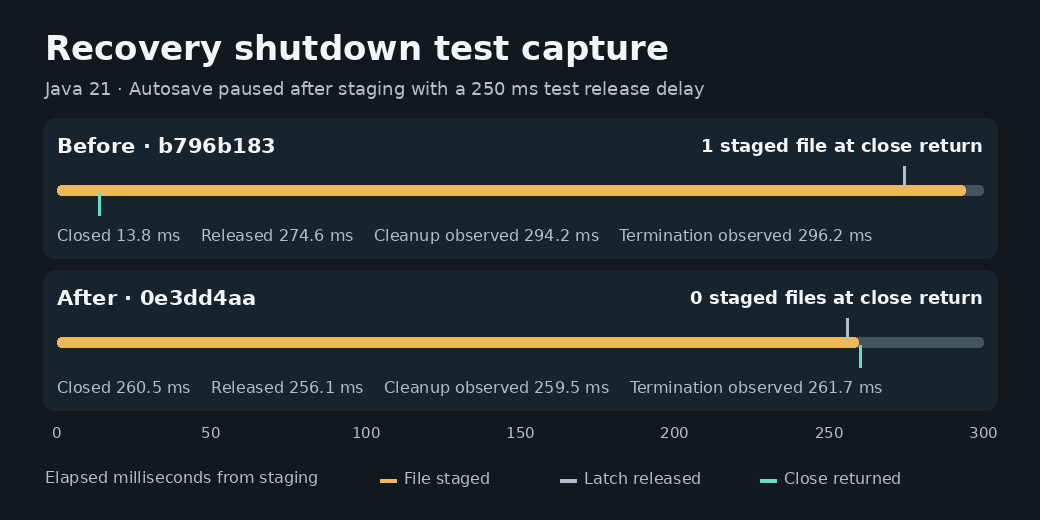 Recovery shutdown test capture
Java 21 · Autosave paused after staging with a 250 ms test release delay
Before · b796b183
1 staged file at close return
Closed 13.8 ms Released 274.6 ms Cleanup observed 294.2 ms Termination observed 296.2 ms
After · 0e3dd4aa
0 staged files at close return
Closed 260.5 ms Released 256.1 ms Cleanup observed 259.5 ms Termination observed 261.7 ms
0 50 100 150 200 250 300
Elapsed milliseconds from staging File staged Latch released Close returned